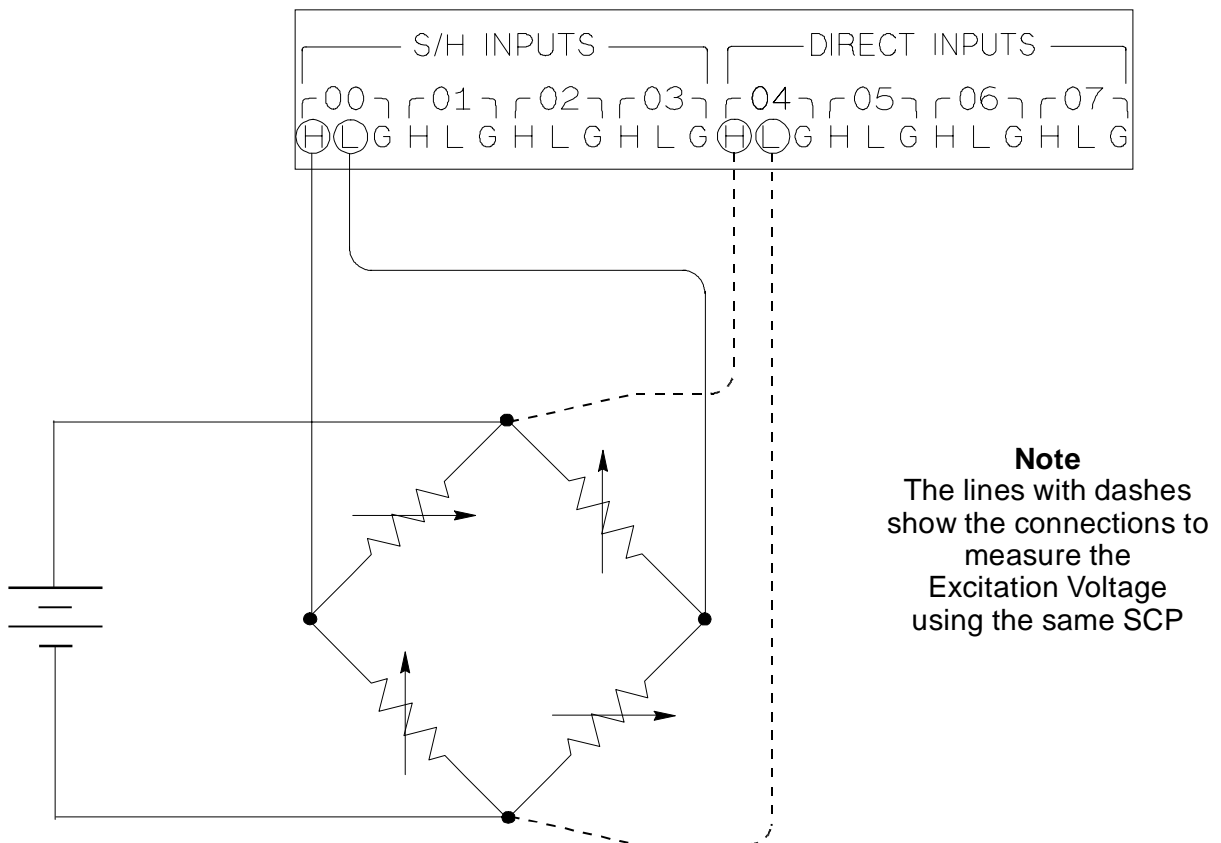 S/H INPUTS DIRECT INPUTS
00 01 02 03 04 05 06 07
H L G H L G H L G H L G H L G H L G H L G H L G
Note
The lines with dashes
show the connections to
measure the
Excitation Voltage
using the same SCP